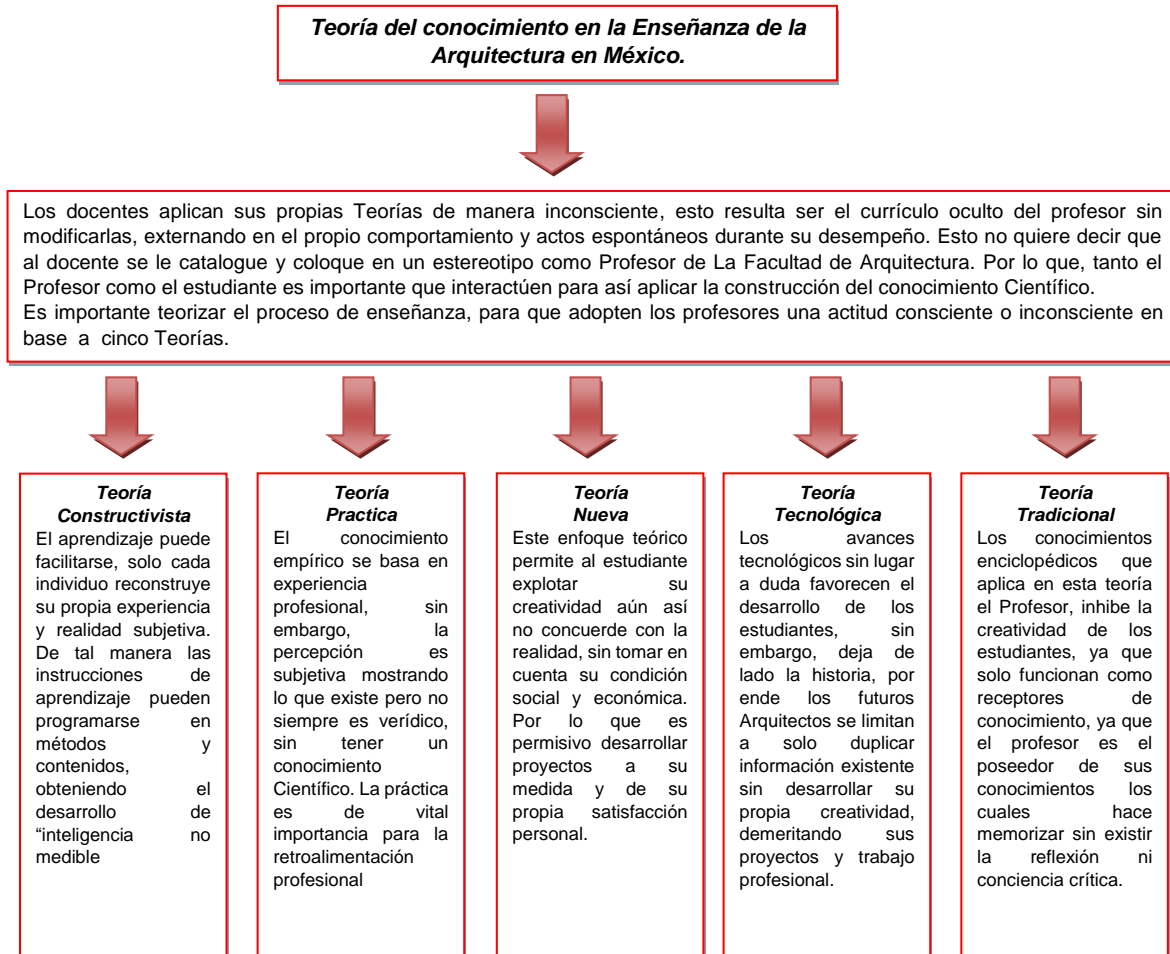 Teoría del conocimiento en la Enseñanza de la
Arquitectura en México.
Los docentes aplican sus propias Teorías de manera inconsciente, esto resulta ser el currículo oculto del profesor sin
modificarlas, externando en el propio comportamiento y actos espontáneos durante su desempeño. Esto no quiere decir que
al docente se le catalogue y coloque en un estereotipo como Profesor de La Facultad de Arquitectura. Por lo que, tanto el
Profesor como el estudiante es importante que interactúen para así aplicar la construcción del conocimiento Científico.
Es importante teorizar el proceso de enseñanza, para que adopten los profesores una actitud consciente o inconsciente en
base a cinco Teorías.
Teoría
Constructivista
El aprendizaje puede
facilitarse, solo cada
individuo reconstruye
su propia experiencia
y realidad subjetiva.
De tal manera las
instrucciones de
aprendizaje pueden
programarse en
métodos y
contenidos,
obteniendo el
desarrollo de
“inteligencia no
medible
Teoría
Practica
El conocimiento
empírico se basa en
experiencia
profesional, sin
embargo, la
percepción es
subjetiva mostrando
lo que existe pero no
siempre es verídico,
sin tener un
conocimiento
Científico. La práctica
es de vital
importancia para la
retroalimentación
profesional
Teoría
Nueva
Este enfoque teórico
permite al estudiante
explotar su
creatividad aún así
no concuerde con la
realidad, sin tomar en
cuenta su condición
social y económica.
Por lo que es
permisivo desarrollar
proyectos a su
medida y de su
propia satisfacción
personal.
Teoría
Tecnológica
Los avances
tecnológicos sin lugar
a duda favorecen el
desarrollo de los
estudiantes, sin
embargo, deja de
lado la historia, por
ende los futuros
Arquitectos se limitan
a solo duplicar
información existente
sin desarrollar su
propia creatividad,
demeritando sus
proyectos y trabajo
profesional.
Teoría
Tradicional
Los conocimientos
enciclopédicos que
aplica en esta teoría
el Profesor, inhibe la
creatividad de los
estudiantes, ya que
solo funcionan como
receptores de
conocimiento, ya que
el profesor es el
poseedor de sus
conocimientos los
cuales hace
memorizar sin existir
la reflexión ni
conciencia crítica.